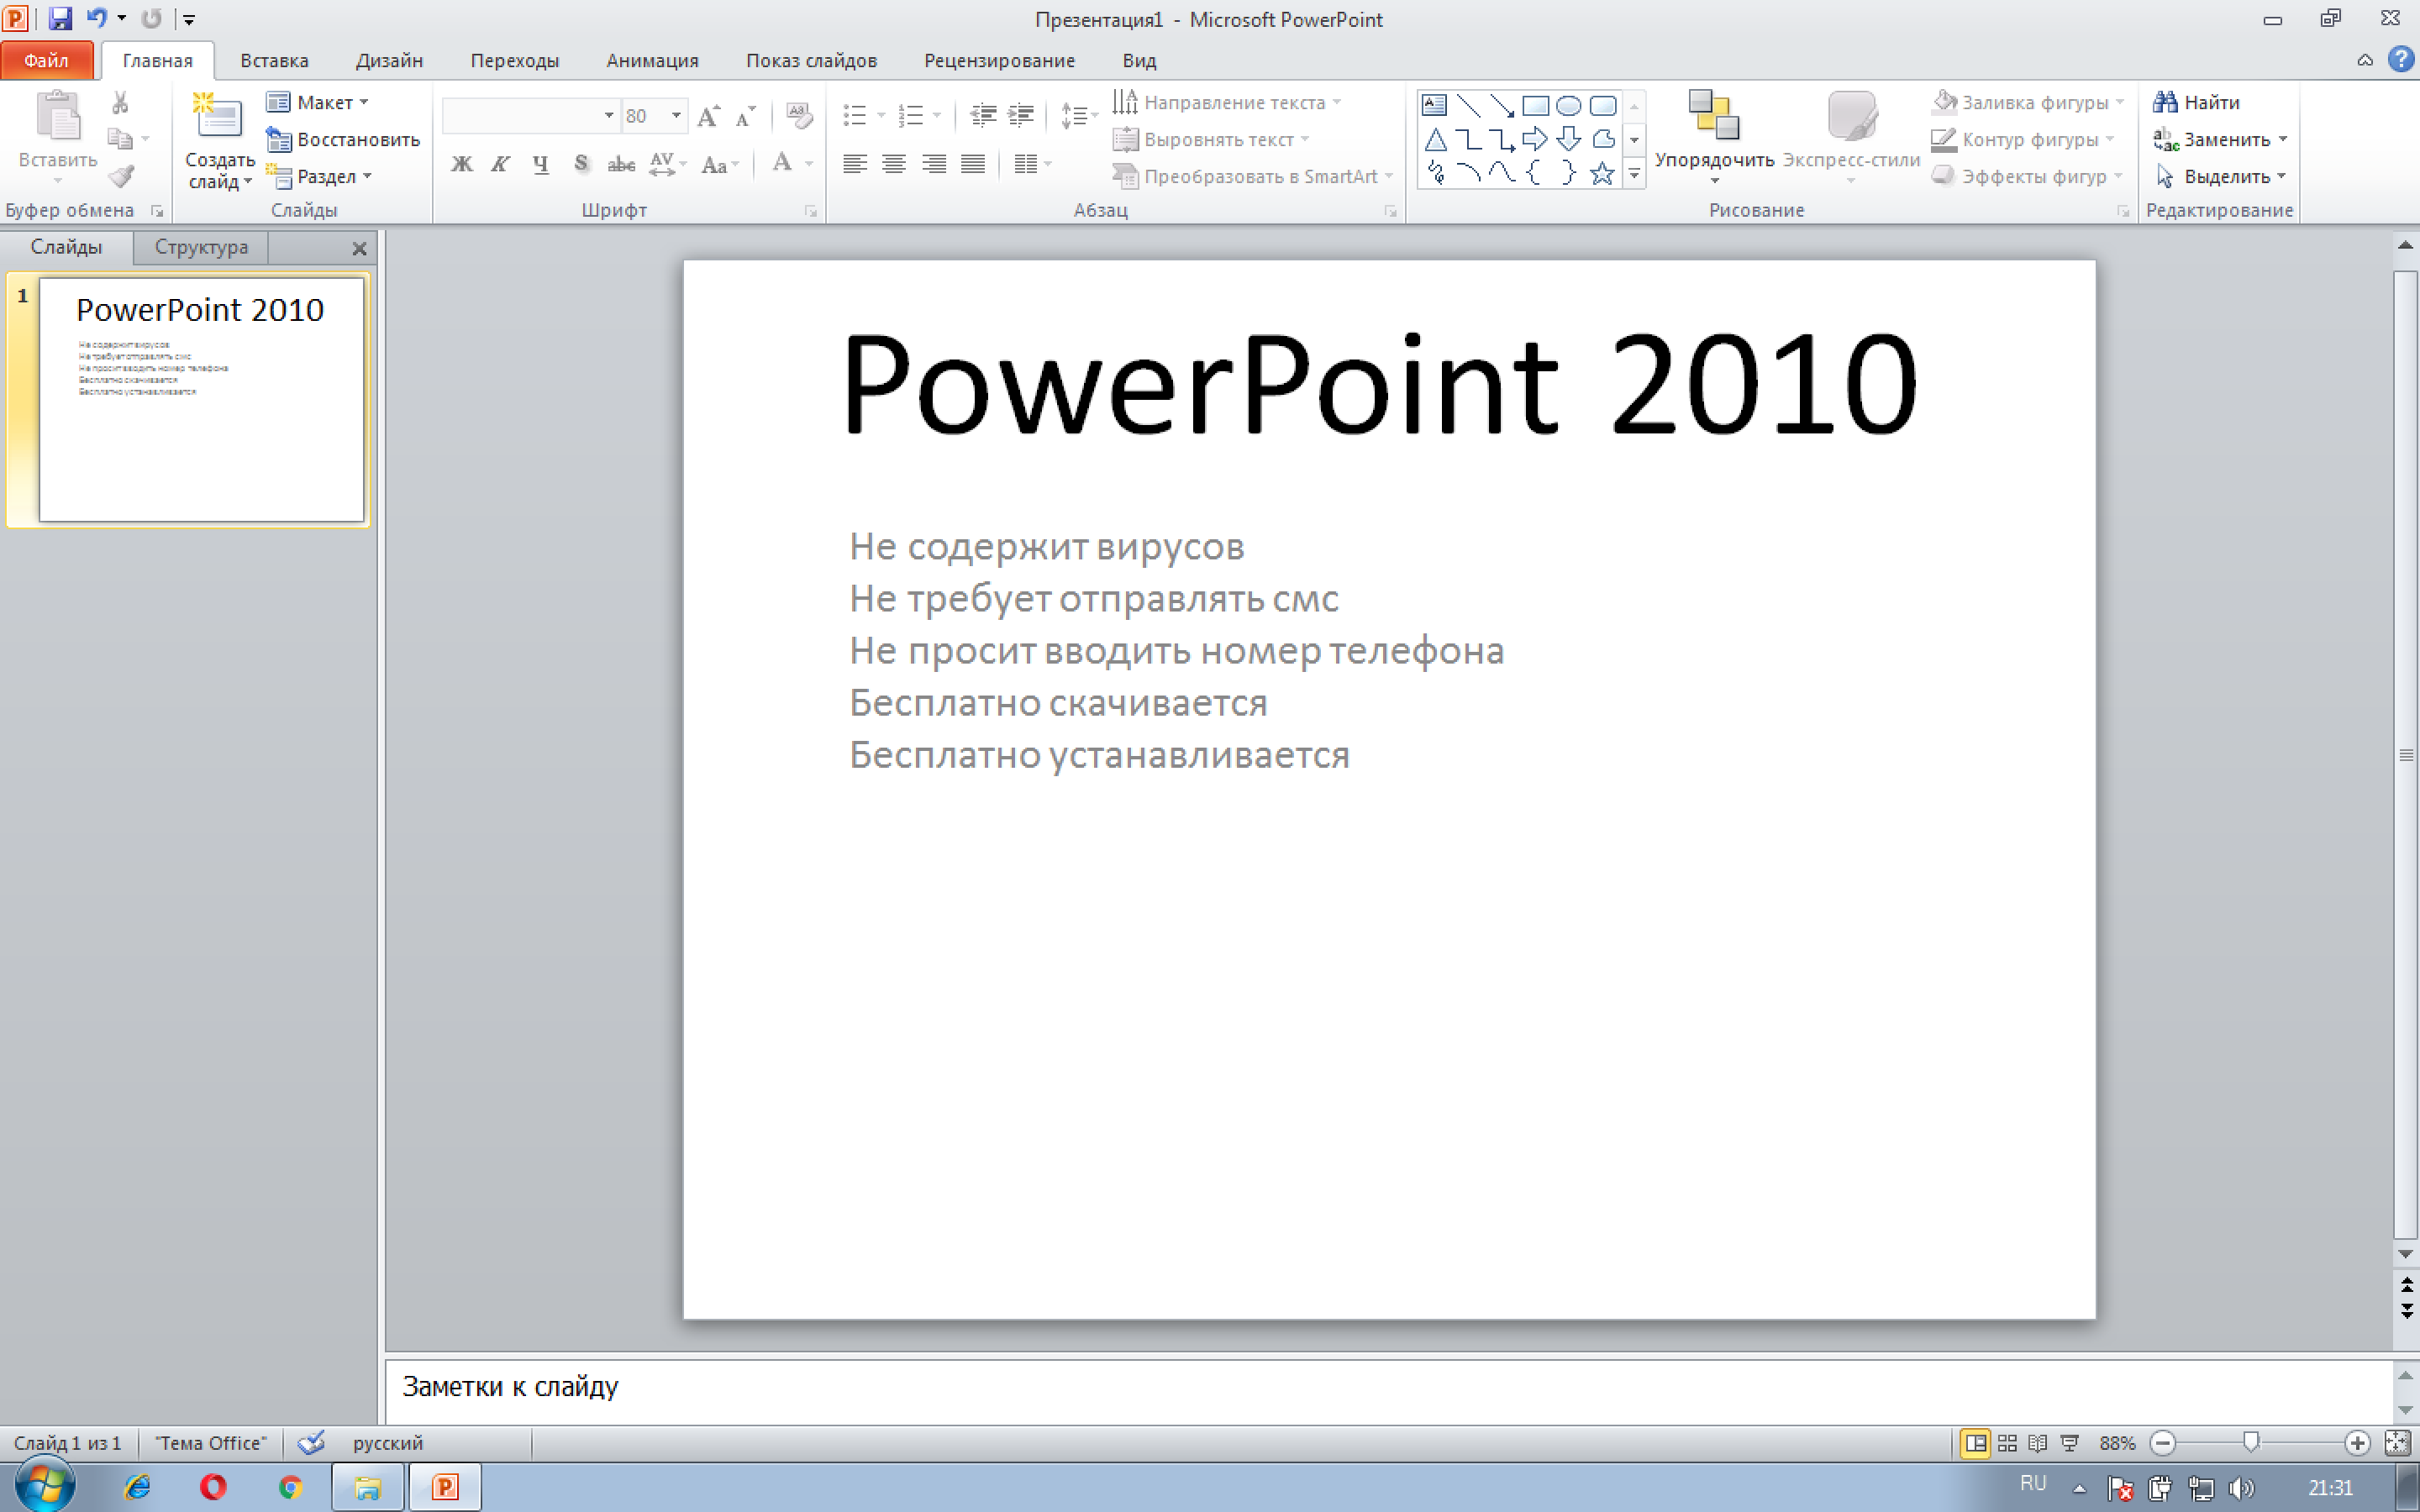 Презентация1 - Microsoft PowerPoint
Файл Главная Вставка Дизайн Переходы Анимация Показ слайдов Рецензирование Вид
Вставить
Буфер обмена
Создать слайд
Макет
Восстановить
Раздел
Слайды
80
Ж К Ч S abc AV Aa A
Шрифт
Направление текста
Выровнять текст
Преобразовать в SmartArt
Абзац
Упорядочить
Экспресс-стили
Заливка фигуры
Контур фигуры
Эффекты фигур
Рисование
Найти
Заменить
Выделить
Редактирование
Слайды Структура
1
PowerPoint 2010
Не содержит вирусов
Не требует отправлять смс
Не просит вводить номер телефона
Бесплатно скачивается
Бесплатно устанавливается
PowerPoint 2010
Не содержит вирусов
Не требует отправлять смс
Не просит вводить номер телефона
Бесплатно скачивается
Бесплатно устанавливается
Заметки к слайду
Слайд 1 из 1 "Тема Office" русский 88%
RU 21:31